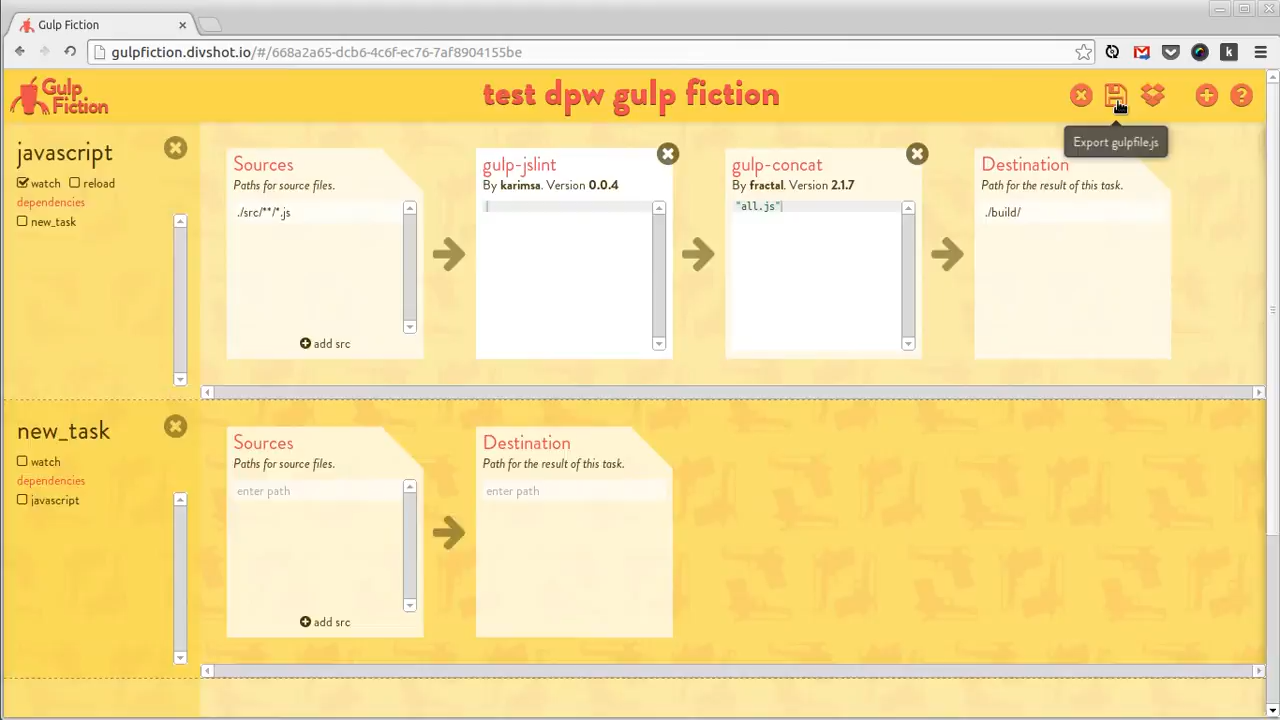 Gulp Fiction
gulpfiction.divshot.io/#/668a2a65-dcb6-4c6f-ec76-7af8904155be
k
Gulp
Fiction
test dpw gulp fiction
Export gulpfile.js
javascript
watch reload
dependencies
new_task
Sources
Paths for source files.
./src/**/*.js
add src
gulp-jslint
By karimsa. Version 0.0.4
gulp-concat
By fractal. Version 2.1.7
"all.js"
Destination
Path for the result of this task.
./build/
new_task
watch
dependencies
javascript
Sources
Paths for source files.
enter path
add src
Destination
Path for the result of this task.
enter path